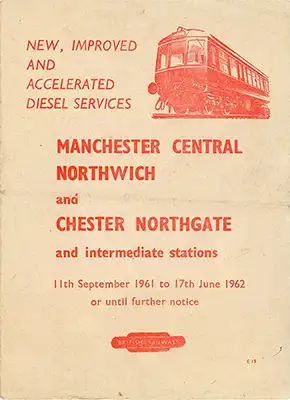 NEW, IMPROVED
AND
ACCELERATED
DIESEL SERVICES
MANCHESTER CENTRAL
NORTHWICH
and
CHESTER NORTHGATE
and intermediate stations
11th September 1961 to 17th June 1962
or until further notice
BRITISH RAILWAYS